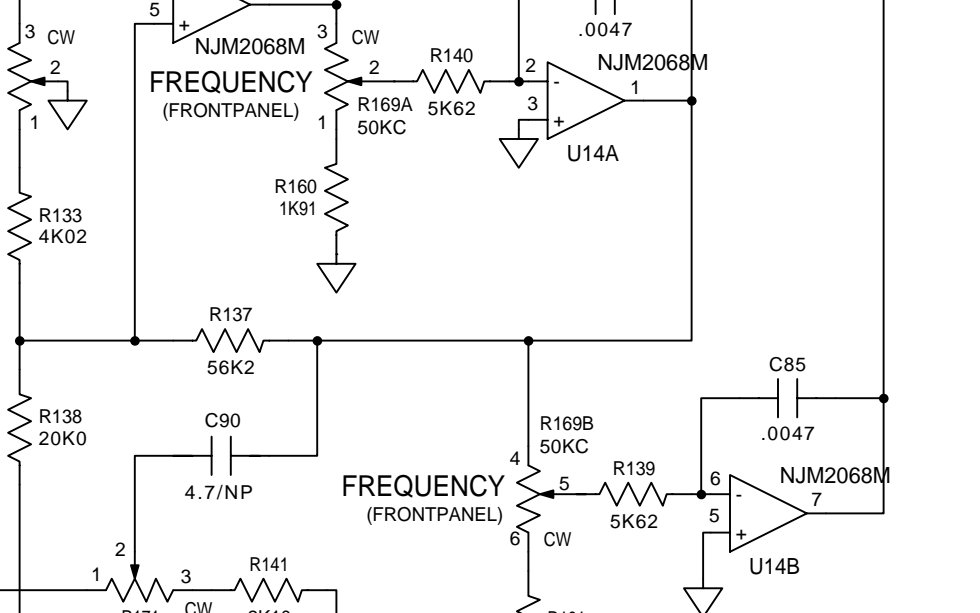 5
+
NJM2068M
3
CW
2
1
FREQUENCY
(FRONTPANEL)
3
CW
2
R169A
50KC
1
R140
5K62
.0047
NJM2068M
2
-
3
+
1
U14A
R160
1K91
R133
4K02
R137
56K2
R138
20K0
C90
4.7/NP
R169B
50KC
4
5
FREQUENCY
(FRONTPANEL)
6
CW
R139
5K62
C85
.0047
NJM2068M
6
-
5
+
7
U14B
2
1
3
CW
R141